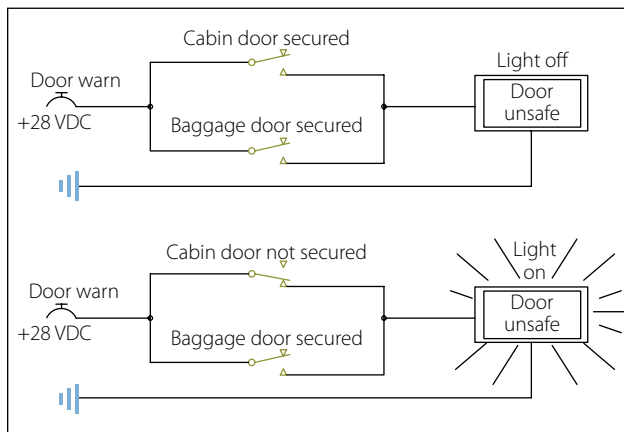 Cabin door secured
Light off
Door warn
Door
unsafe
+28 VDC
Baggage door secured
Cabin door not secured
Light
on
Door warn
Door
unsafe
+28 VDC
Baggage door secured